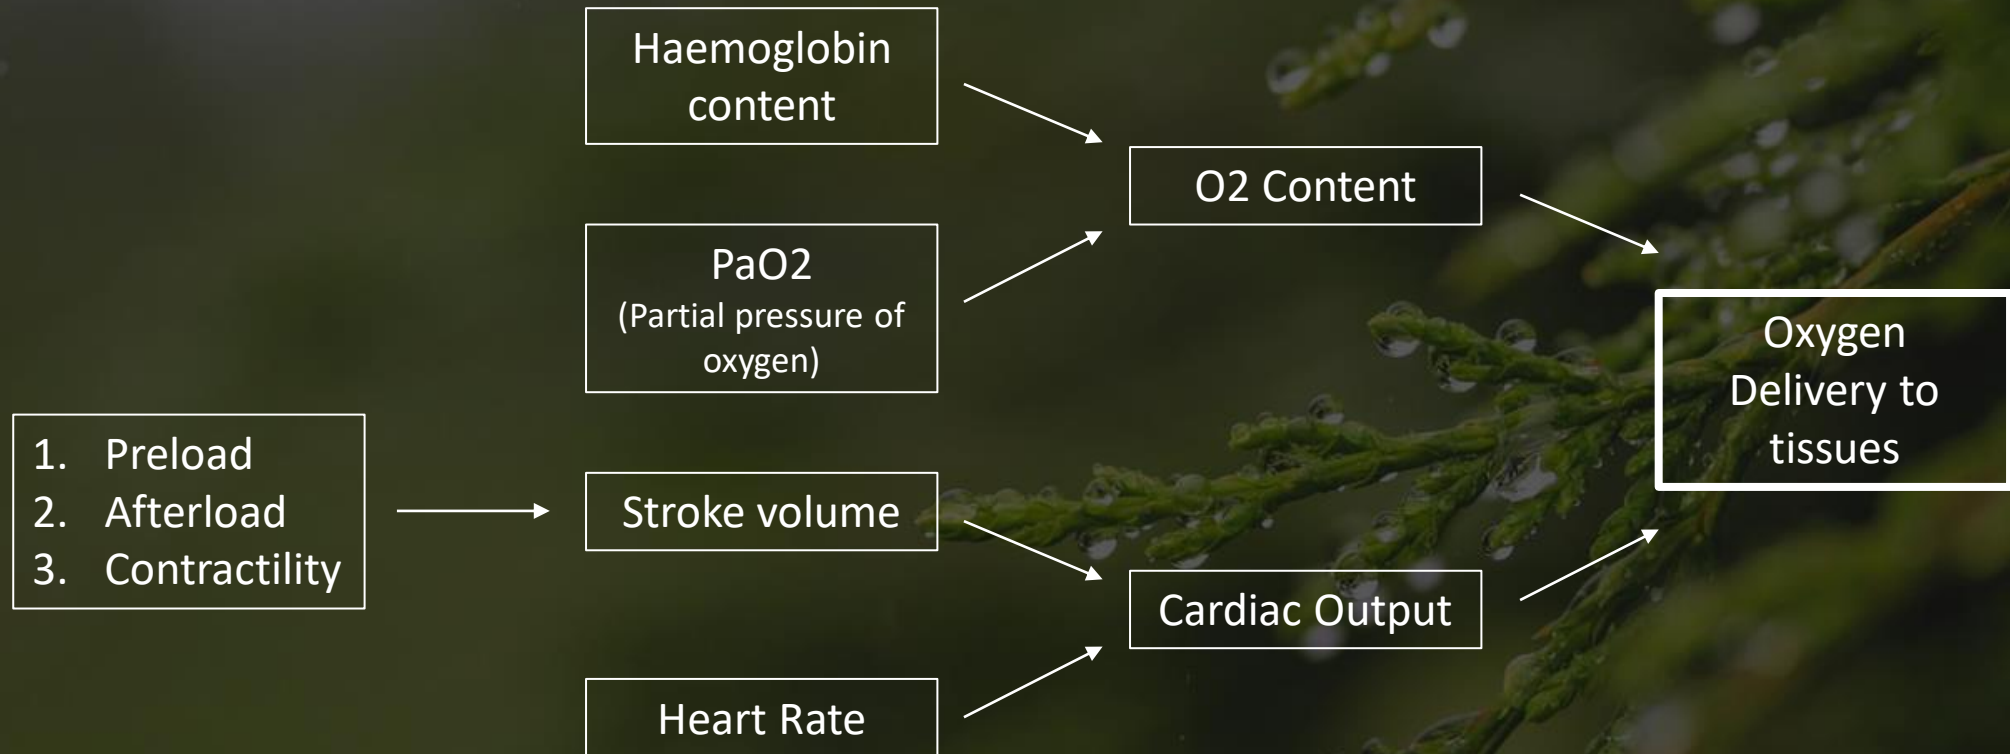 Haemoglobin
content
O2 Content
PaO2
(Partial pressure of
oxygen)
Oxygen
Delivery to
tissues
1. Preload
2. Afterload
3. Contractility
Stroke volume
Cardiac Output
Heart Rate